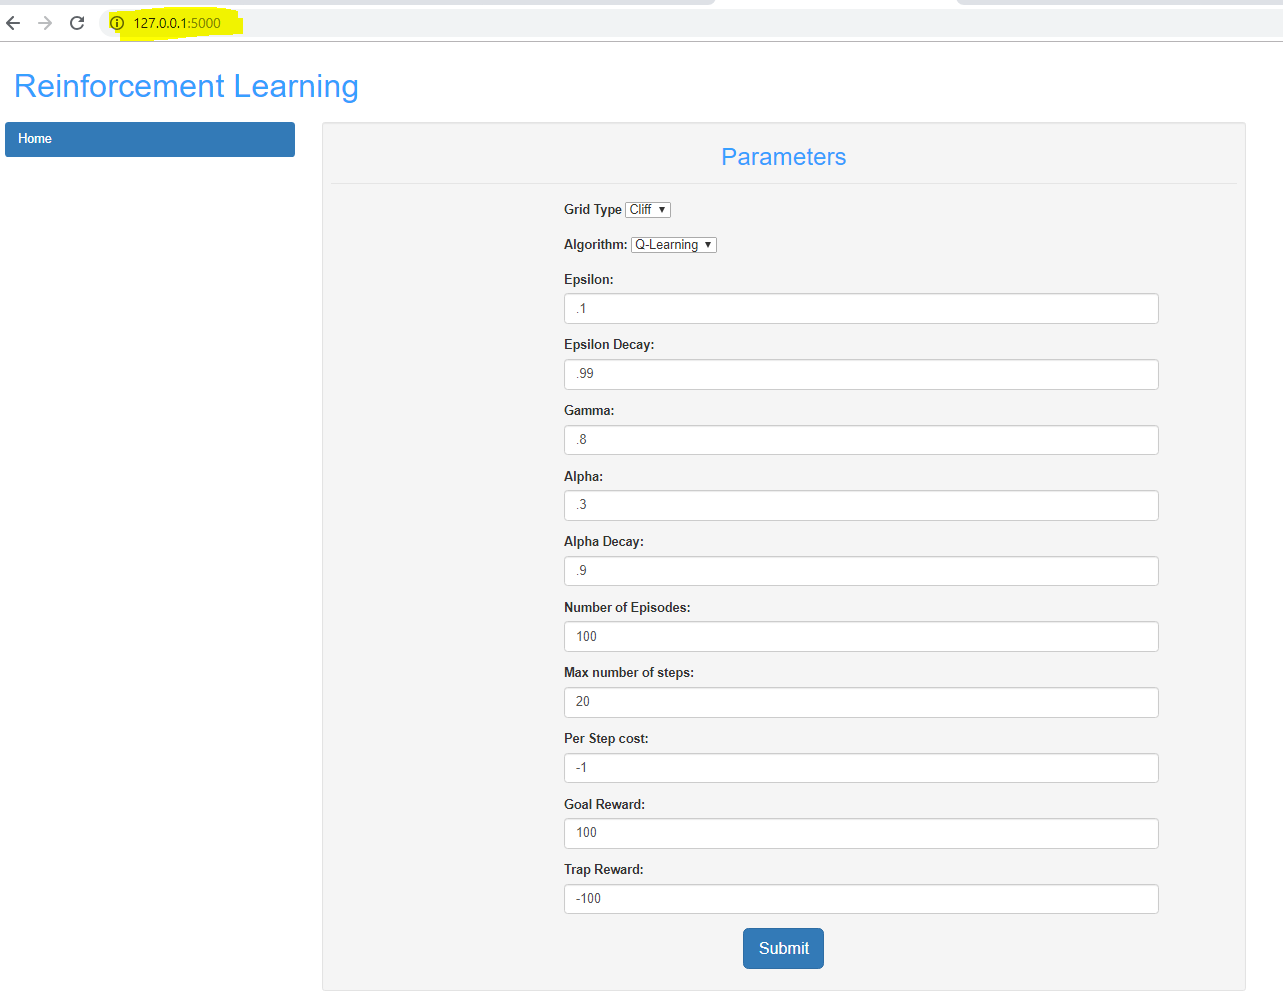 127.0.0.1:5000
Reinforcement Learning
Home
Parameters
Grid Type Cliff
Algorithm: Q-Learning
Epsilon:
.1
Epsilon Decay:
.99
Gamma:
.8
Alpha:
.3
Alpha Decay:
.9
Number of Episodes:
100
Max number of steps:
20
Per Step cost:
-1
Goal Reward:
100
Trap Reward:
-100
Submit